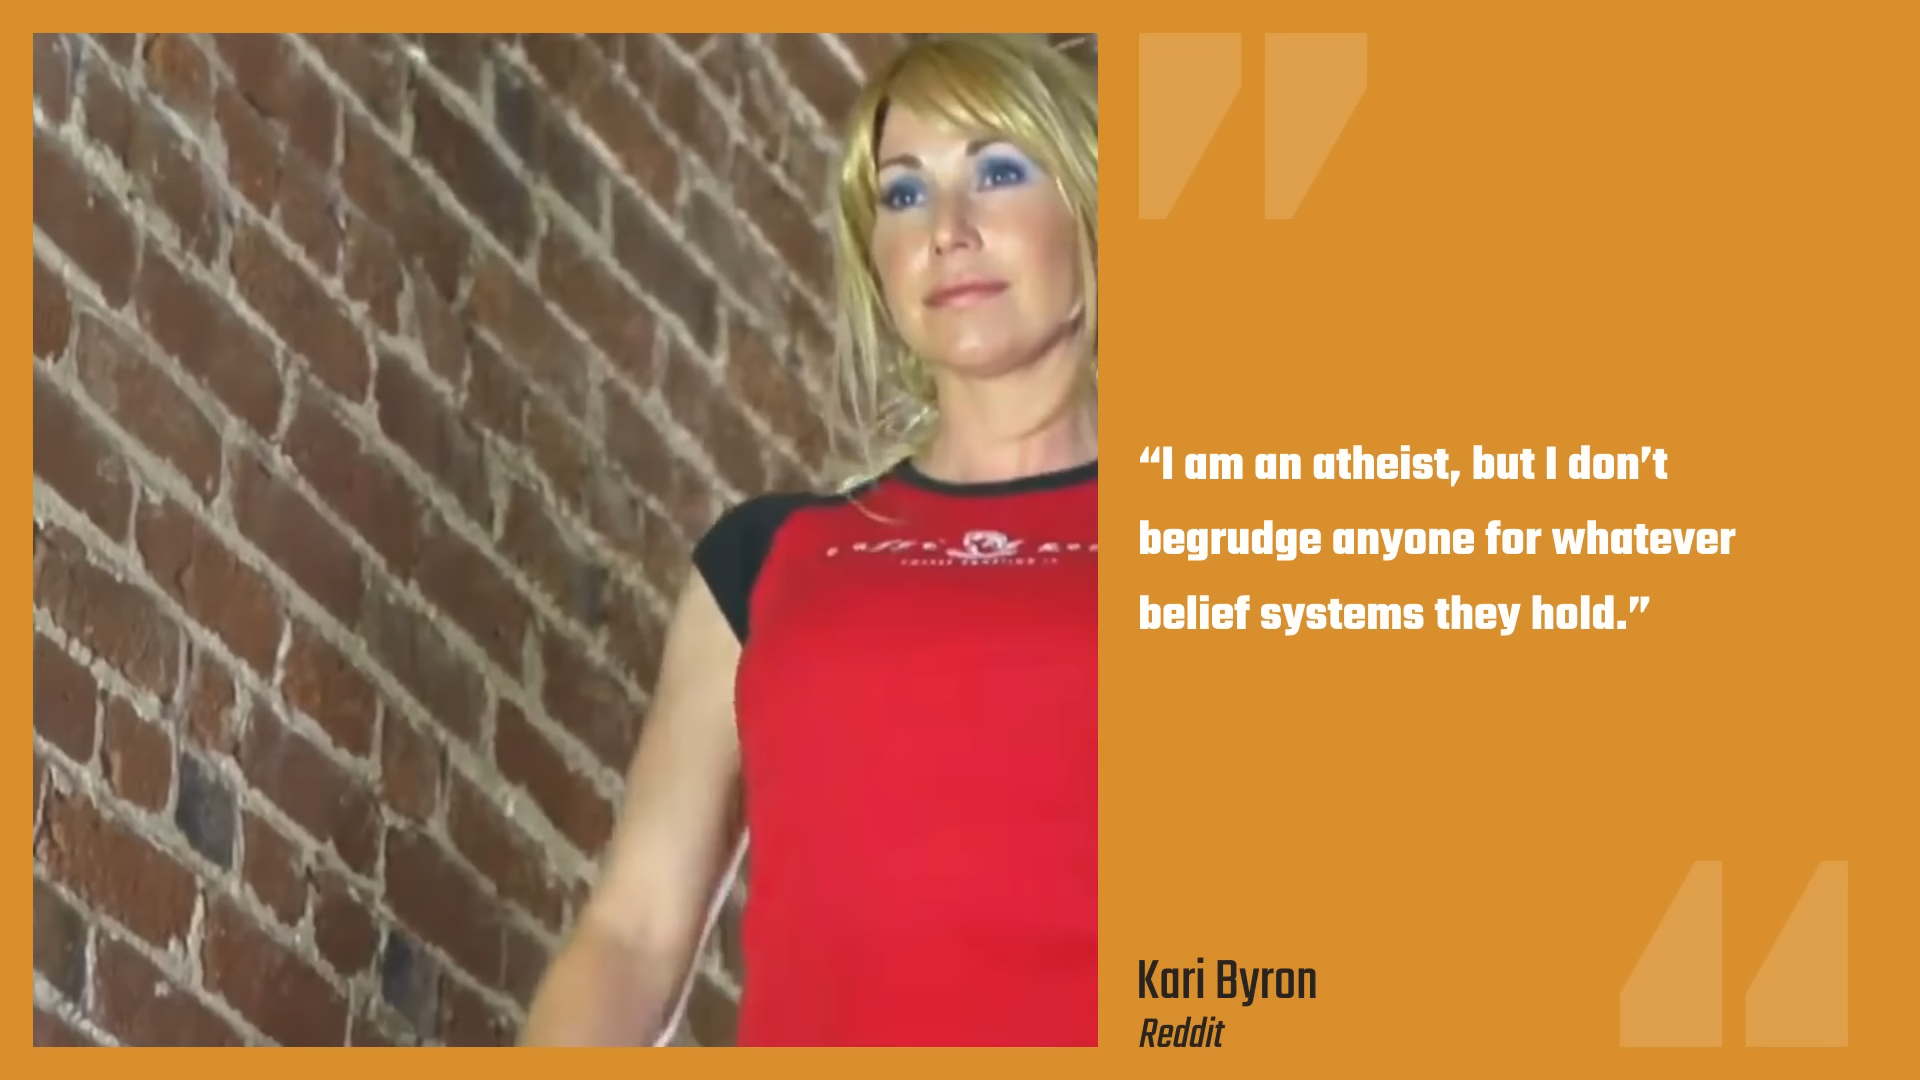 “I am an atheist, but I don’t
begrudge anyone for whatever
belief systems they hold.”
Kari Byron
Reddit